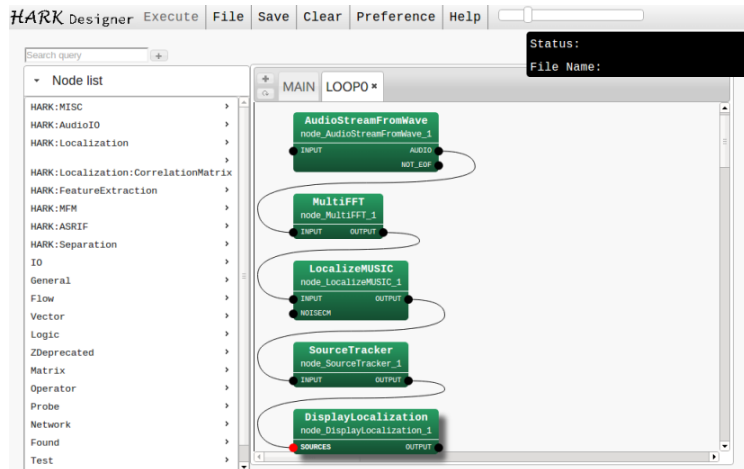 HARK Designer Execute File Save Clear Preference Help
Status:
File Name:
Search query +
Node list
MAIN LOOP0 ×
HARK:MISC
HARK:AudioIO
HARK:Localization
HARK:Localization:CorrelationMatrix
HARK:FeatureExtraction
HARK:MFM
HARK:ASRIF
HARK:Separation
IO
General
Flow
Vector
Logic
ZDeprecated
Matrix
Operator
Probe
Network
Found
Test
AudioStreamFromWave
node_AudioStreamFromWave_1
INPUT AUDIO
NOT_EOF
MultiFFT
node_MultiFFT_1
INPUT OUTPUT
LocalizeMUSIC
node_LocalizeMUSIC_1
INPUT OUTPUT
NOISECM
SourceTracker
node_SourceTracker_1
INPUT OUTPUT
DisplayLocalization
node_DisplayLocalization_1
SOURCES OUTPUT